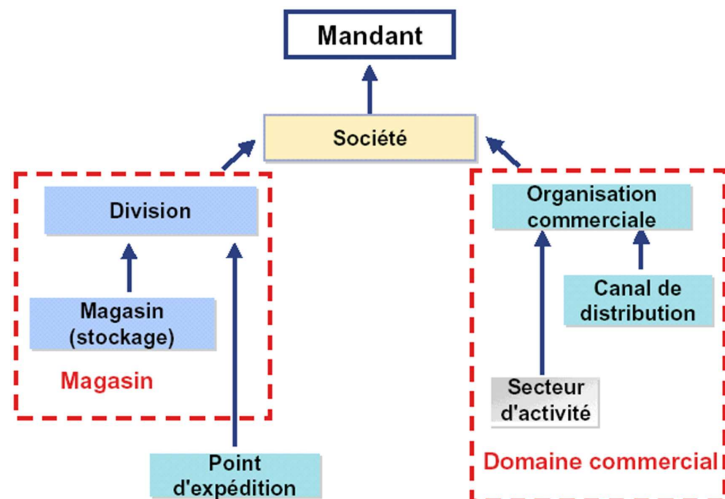 Mandant
Société
Division
Organisation
commerciale
Magasin
(stockage)
Canal de
distribution
Magasin
Secteur
d'activité
Point
d'expédition
Domaine commercial